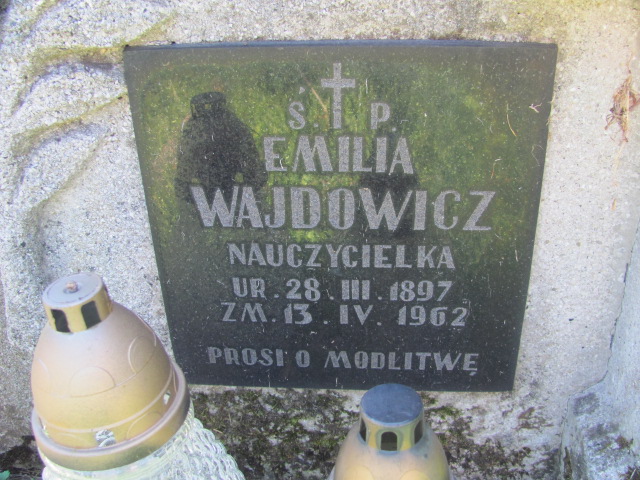 Ś. P.
EMILIA
WAJDOWICZ
NAUCZYCIELKA
UR. 28. III. 1897
ZM. 13. IV. 1962
PROSI O MODLITWĘ